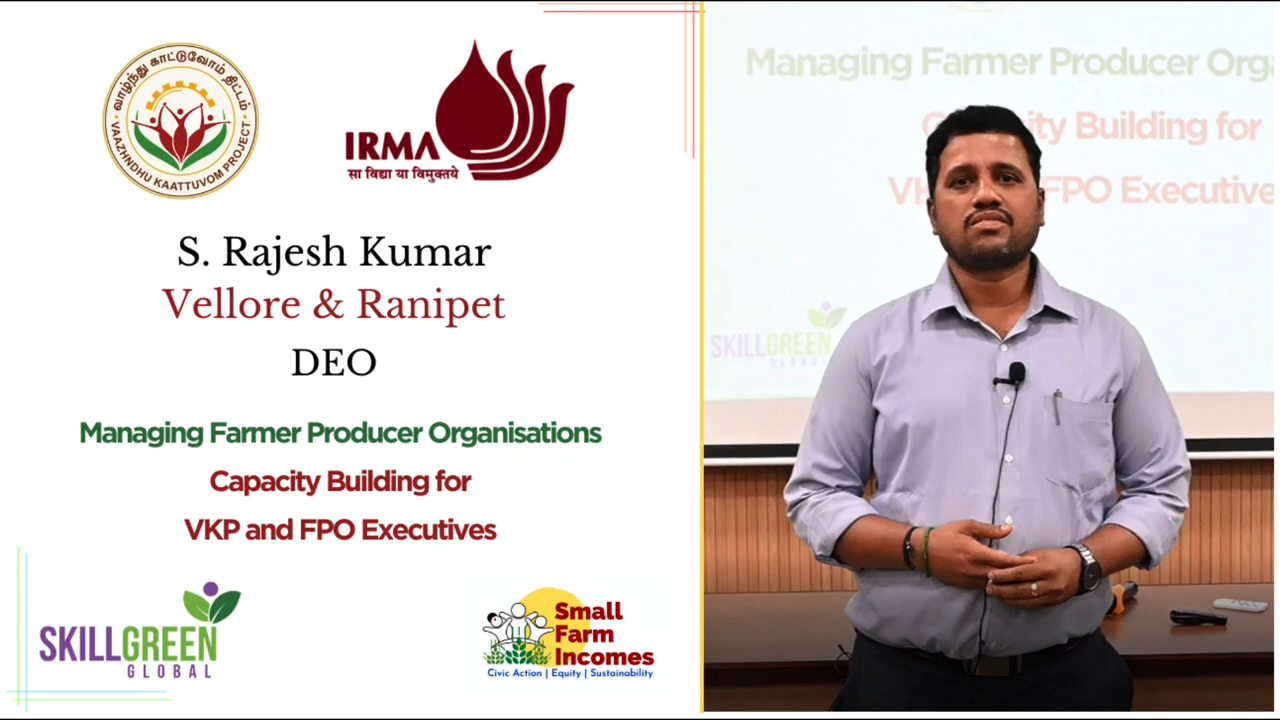 வாழ்ந்து காட்டுவோம் திட்டம்
VAAZHNDHU KAATTUVOM PROJECT
IRMA
सा विद्या या विमुक्तये
S. Rajesh Kumar
Vellore & Ranipet
DEO
Managing Farmer Producer Organisations
Capacity Building for
VKP and FPO Executives
SKILLGREEN
GLOBAL
Small
Farm
Incomes
Civic Action | Equity | Sustainability
Managing Farmer Producer Orga
ity Building for
VK FPO Executive
SKILLGREEN
GLOBAL